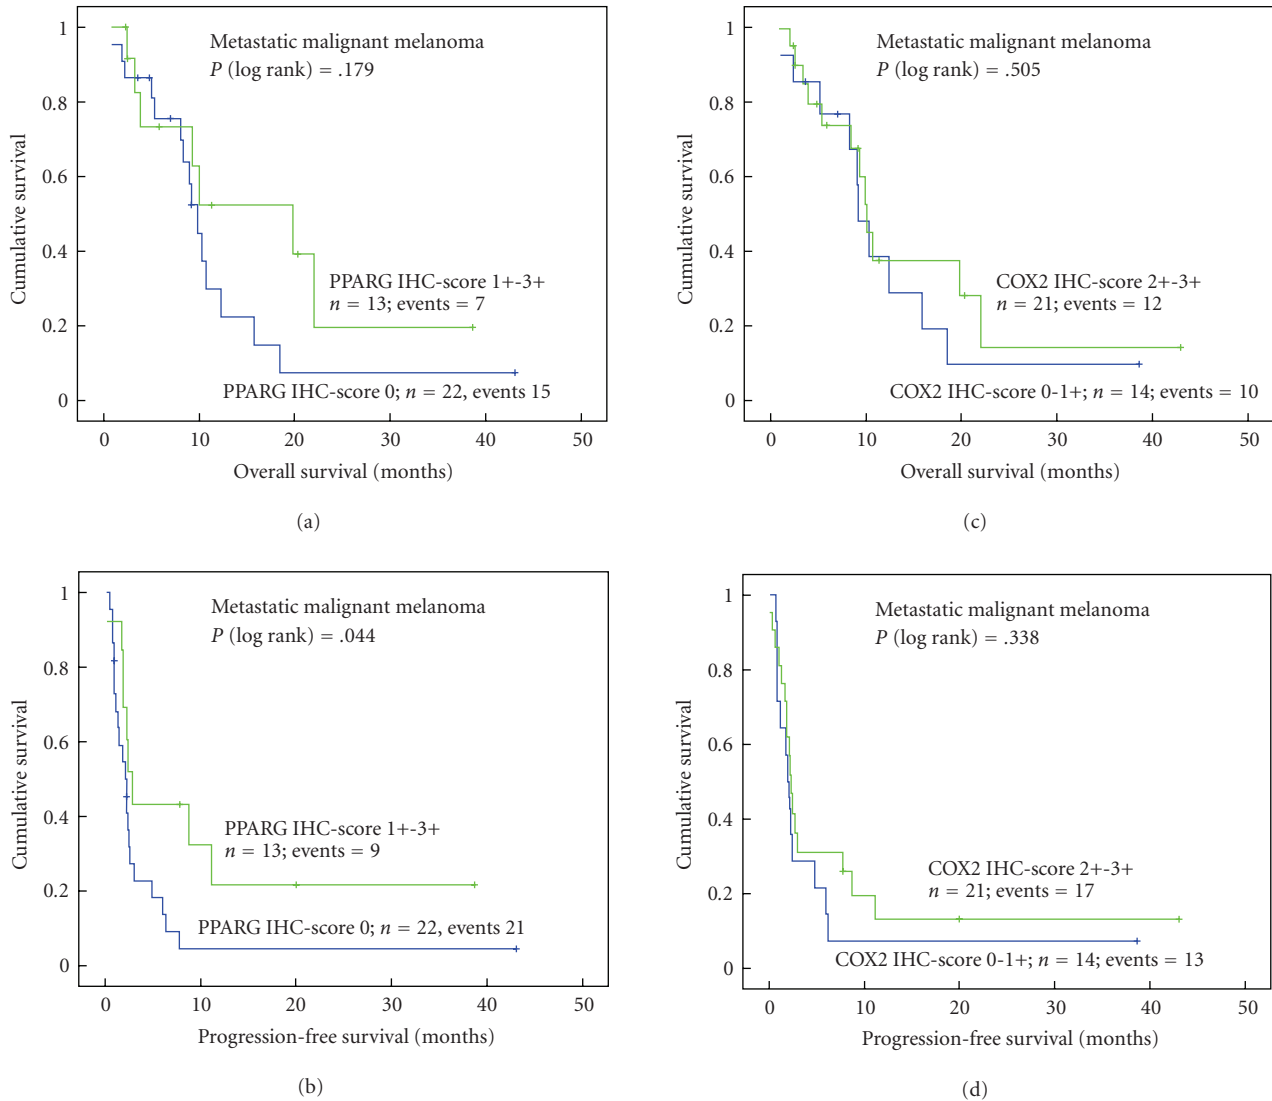 1
0.8
0.6
0.4
0.2
0
Cumulative survival
Metastatic malignant melanoma
P (log rank) = .179
PPARG IHC-score 1+-3+
n = 13; events = 7
PPARG IHC-score 0; n = 22, events 15
0 10 20 30 40 50
Overall survival (months)
(a)
1
0.8
0.6
0.4
0.2
0
Cumulative survival
Metastatic malignant melanoma
P (log rank) = .505
COX2 IHC-score 2+-3+
n = 21; events = 12
COX2 IHC-score 0-1+; n = 14; events = 10
0 10 20 30 40 50
Overall survival (months)
(c)
1
0.8
0.6
0.4
0.2
0
Cumulative survival
Metastatic malignant melanoma
P (log rank) = .044
PPARG IHC-score 1+-3+
n = 13; events = 9
PPARG IHC-score 0; n = 22, events 21
0 10 20 30 40 50
Progression-free survival (months)
(b)
1
0.8
0.6
0.4
0.2
0
Cumulative survival
Metastatic malignant melanoma
P (log rank) = .338
COX2 IHC-score 2+-3+
n = 21; events = 17
COX2 IHC-score 0-1+; n = 14; events = 13
0 10 20 30 40 50
Progression-free survival (months)
(d)